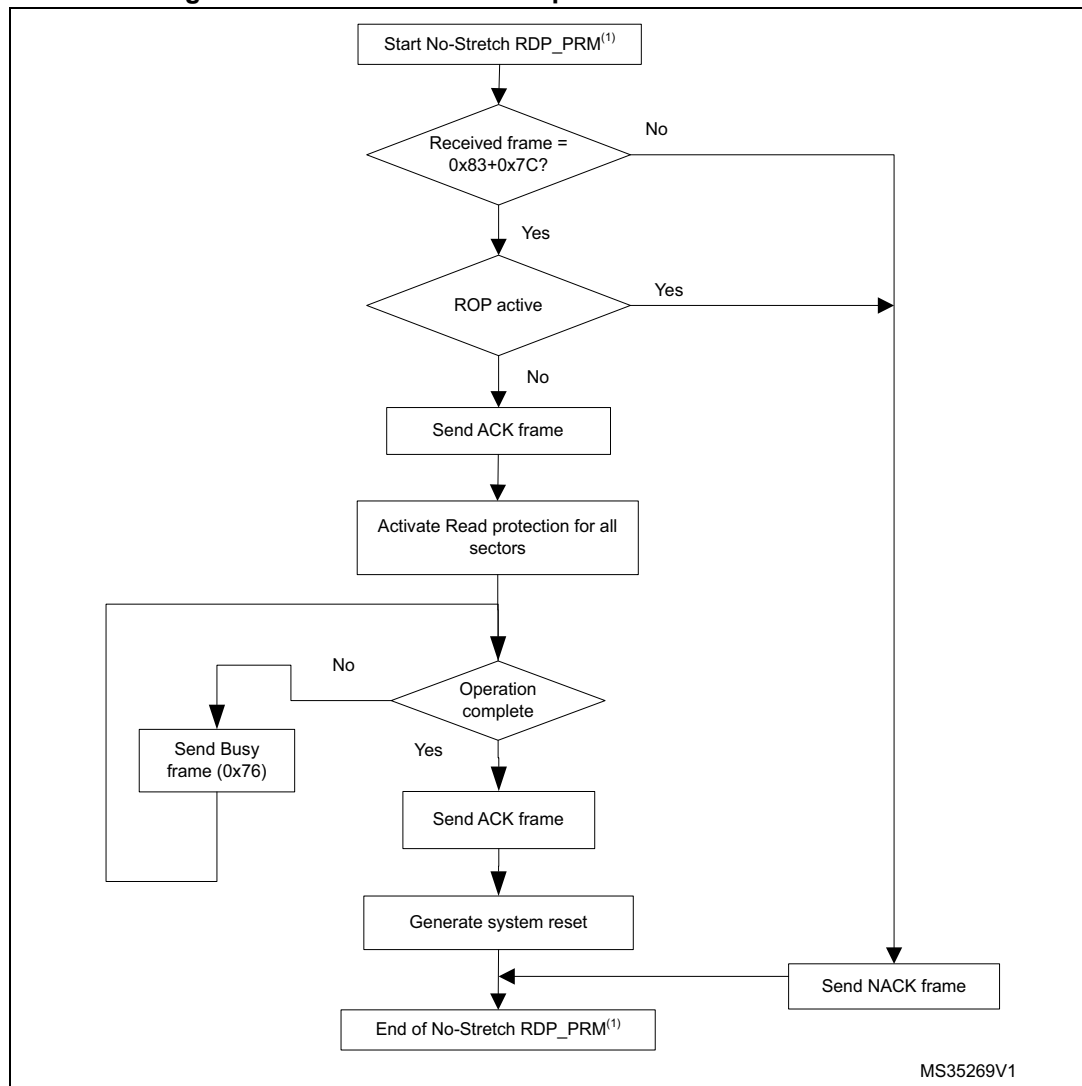 Start No-Stretch RDP_PRM(1)
Received frame =
0x83+0x7C?
No
Yes
ROP active
Yes
No
Send ACK frame
Activate Read protection for all
sectors
No
Operation
complete
Send Busy
frame (0x76)
Yes
Send ACK frame
Generate system reset
Send NACK frame
End of No-Stretch RDP_PRM(1)
MS35269V1